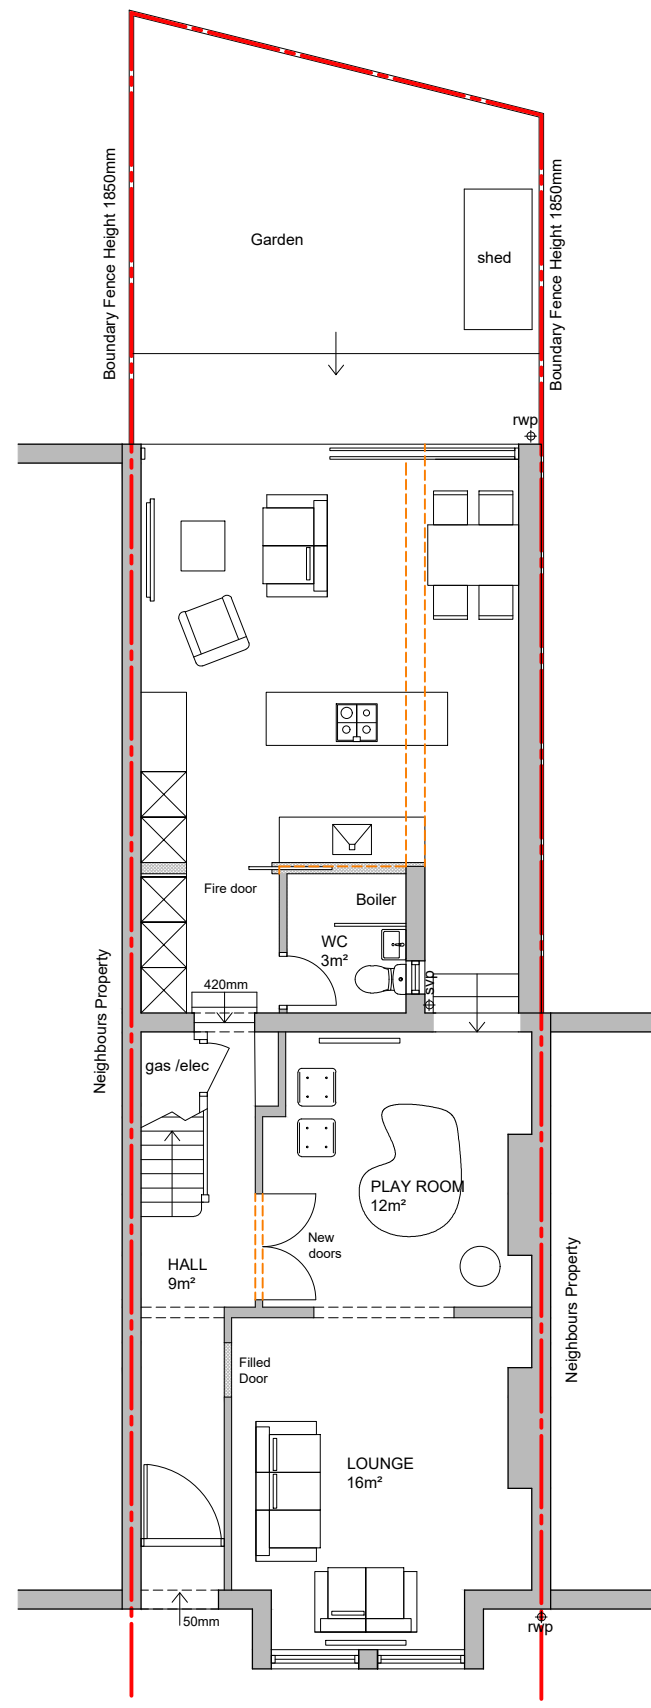 Boundary Fence Height 1850mm
Boundary Fence Height 1850mm
Garden
shed
rwp
Fire door
Boiler
WC
3m²
420mm
svp
Neighbours Property
gas /elec
PLAY ROOM
12m²
New
doors
HALL
9m²
Neighbours Property
Filled
Door
LOUNGE
16m²
50mm
rwp